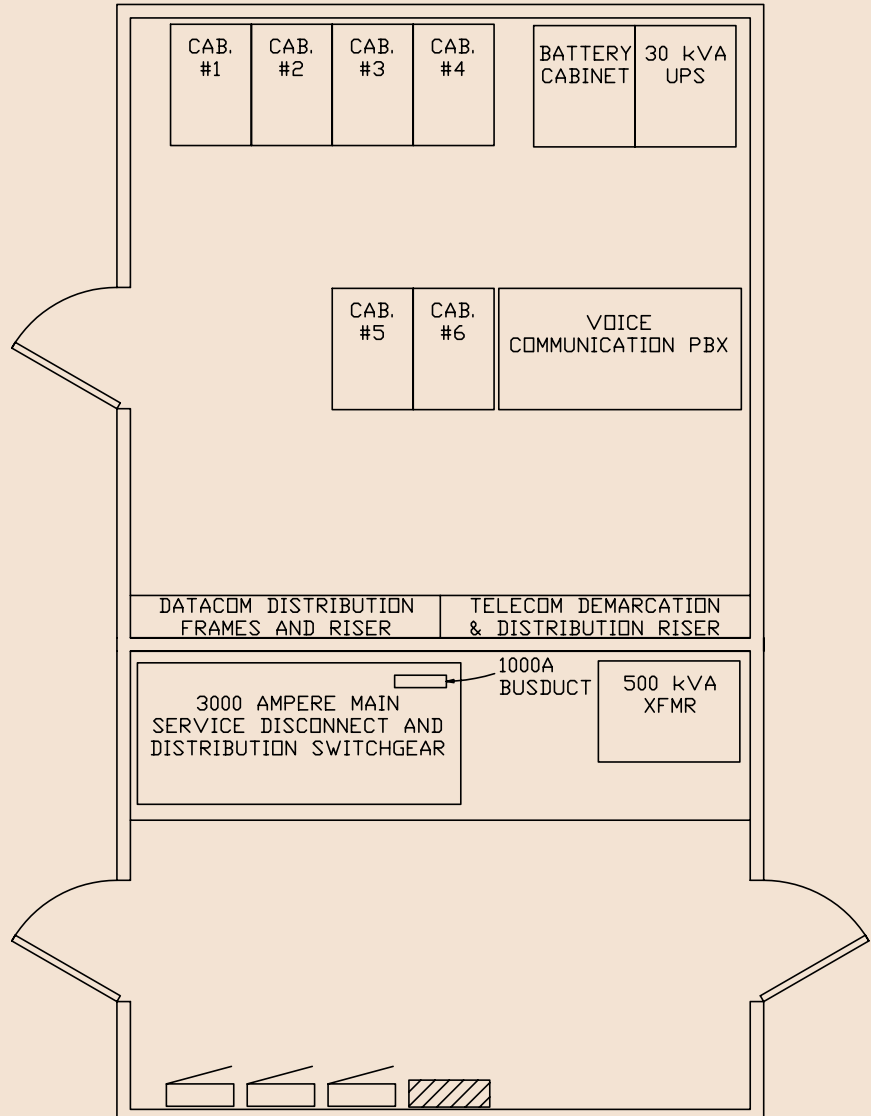 CAB.
#1
CAB.
#2
CAB.
#3
CAB.
#4
BATTERY
CABINET
30 kVA
UPS
CAB.
#5
CAB.
#6
VOICE
COMMUNICATION PBX
DATACOM DISTRIBUTION
FRAMES AND RISER
TELECOM DEMARCATION
& DISTRIBUTION RISER
3000 AMPERE MAIN
SERVICE DISCONNECT AND
DISTRIBUTION SWITCHGEAR
1000A
BUSDUCT
500 kVA
XFMR